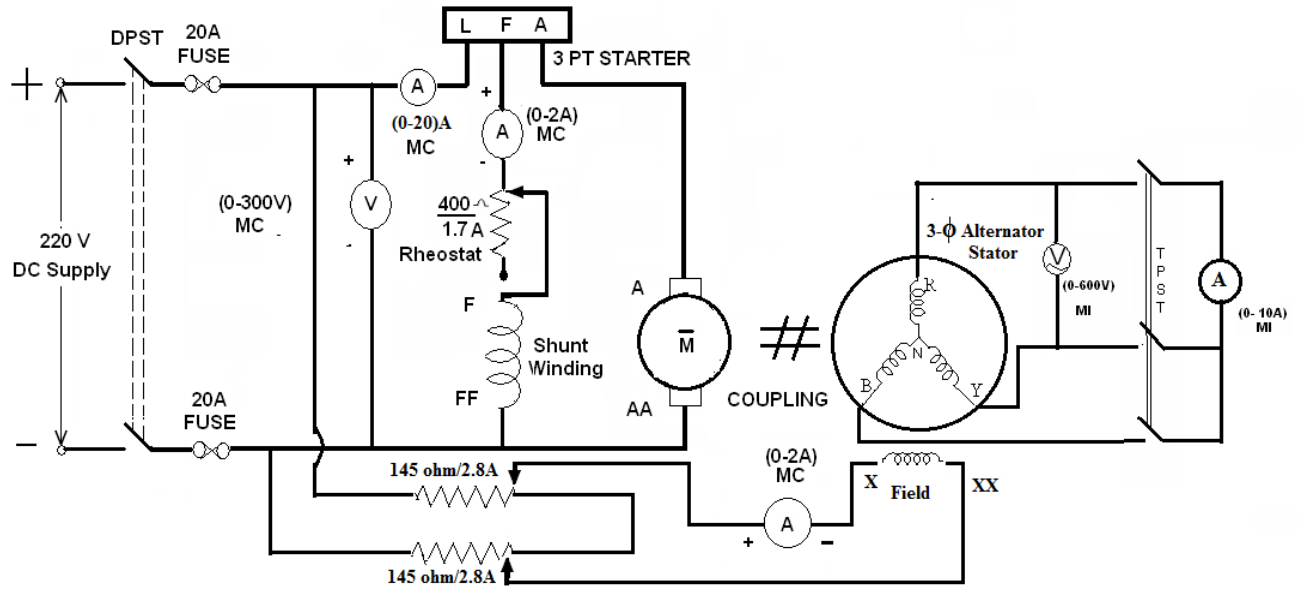 L F A
DPST
20A
FUSE
3 PT STARTER
+
A
(0-20)A
MC
+
(0-2A)
MC
A
-
+
V
-
(0-300V)
MC
220 V
DC Supply
400
1.7 A
Rheostat
F
Shunt
Winding
FF
A
M
AA
COUPLING
3-ϕ Alternator
Stator
R
N
B
Y
V
(0-600V)
MI
TPST
A
(0-10A)
MI
-
20A
FUSE
145 ohm/2.8A
(0-2A)
MC
X
Field
XX
A
+ -
145 ohm/2.8A